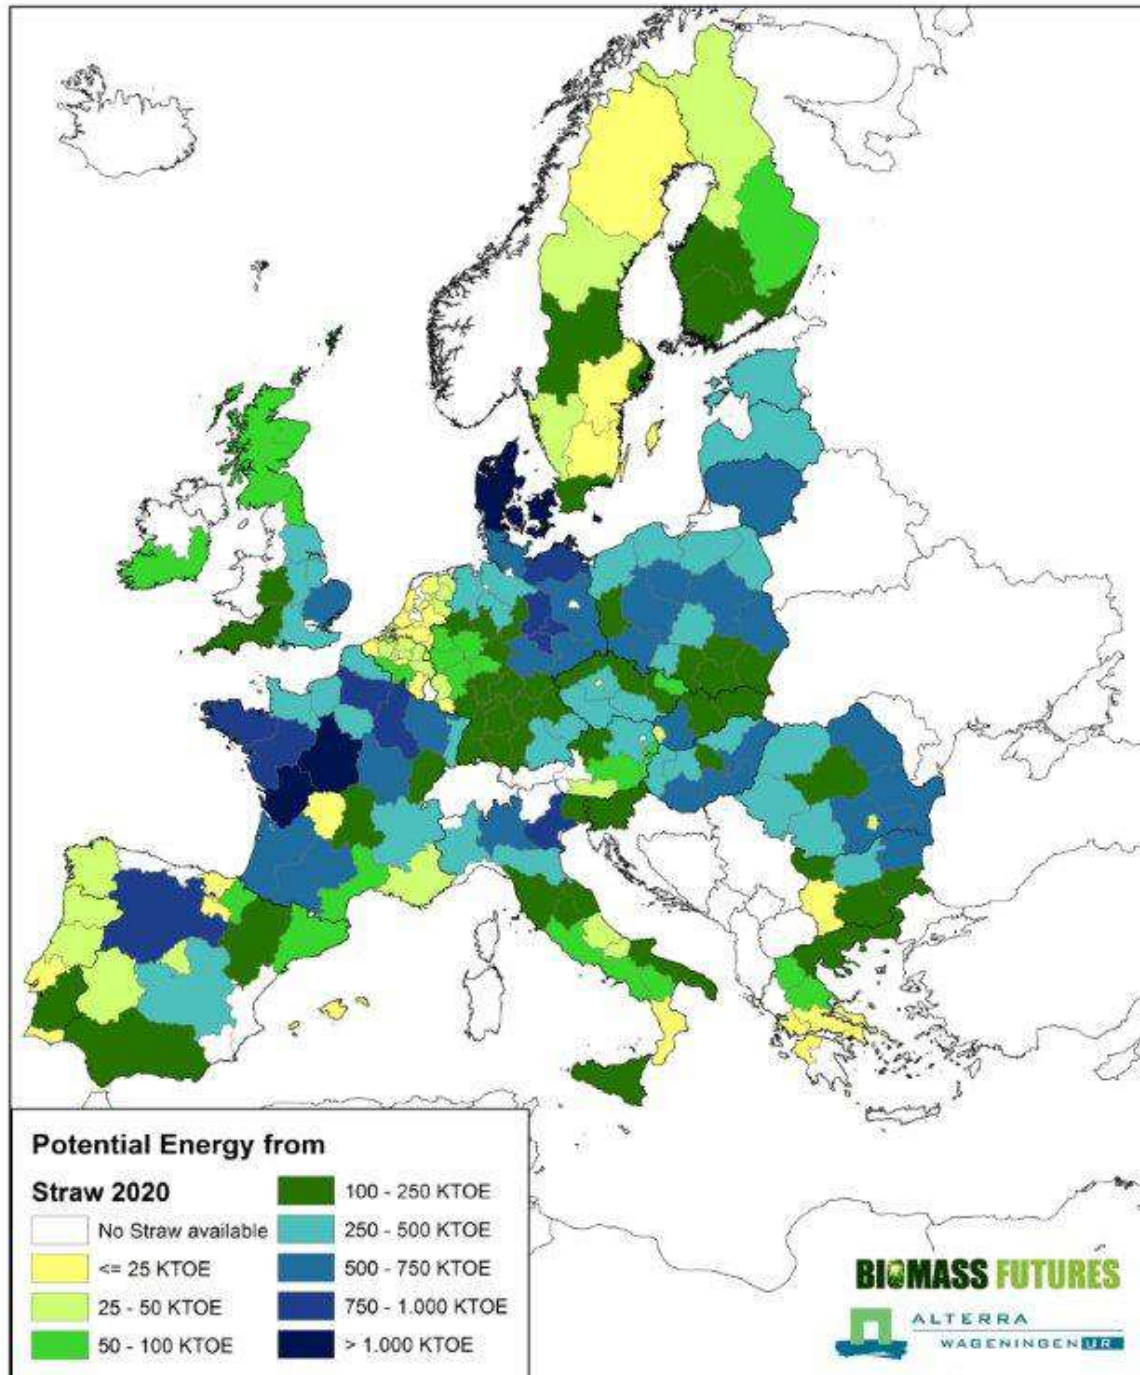 Potential Energy from
Straw 2020
No Straw available
<= 25 KTOE
25 - 50 KTOE
50 - 100 KTOE
100 - 250 KTOE
250 - 500 KTOE
500 - 750 KTOE
750 - 1.000 KTOE
> 1.000 KTOE
BIOMASS FUTURES
ALTERRA
WAGENINGEN UR